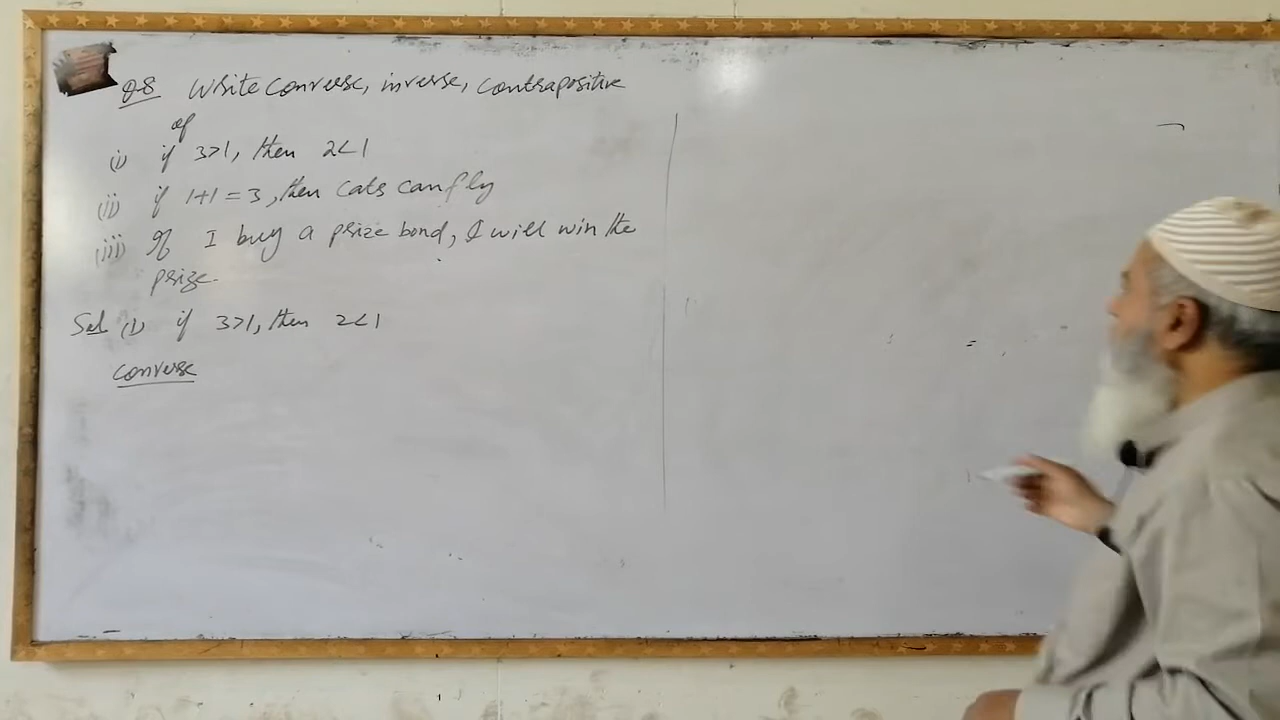 Q8 Write converse, inverse, contrapositive
of
(i) if 3>1, then 2<1
(ii) if 1+1=3, then cats can fly
(iii) If I buy a prize bond, I will win the
prize.
Sol (i) if 3>1, then 2<1
converse